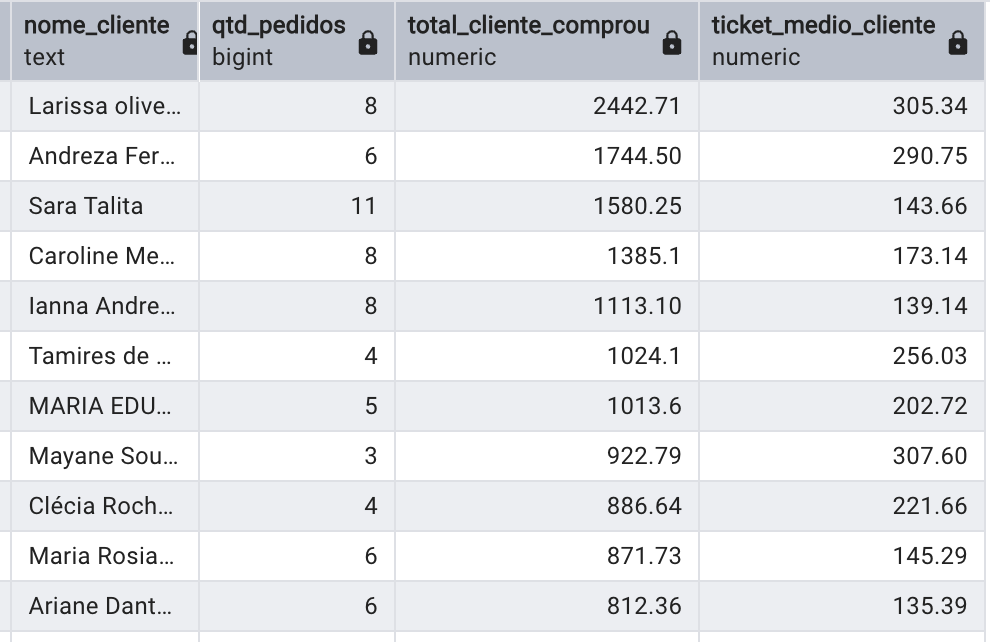 nome_cliente qtd_pedidos total_cliente_comprou ticket_medio_cliente
text bigint numeric numeric
Larissa olive... 8 2442.71 305.34
Andreza Fer... 6 1744.50 290.75
Sara Talita 11 1580.25 143.66
Caroline Me... 8 1385.1 173.14
Ianna Andre... 8 1113.10 139.14
Tamires de ... 4 1024.1 256.03
MARIA EDU... 5 1013.6 202.72
Mayane Sou... 3 922.79 307.60
Clécia Roch... 4 886.64 221.66
Maria Rosia... 6 871.73 145.29
Ariane Dant... 6 812.36 135.39